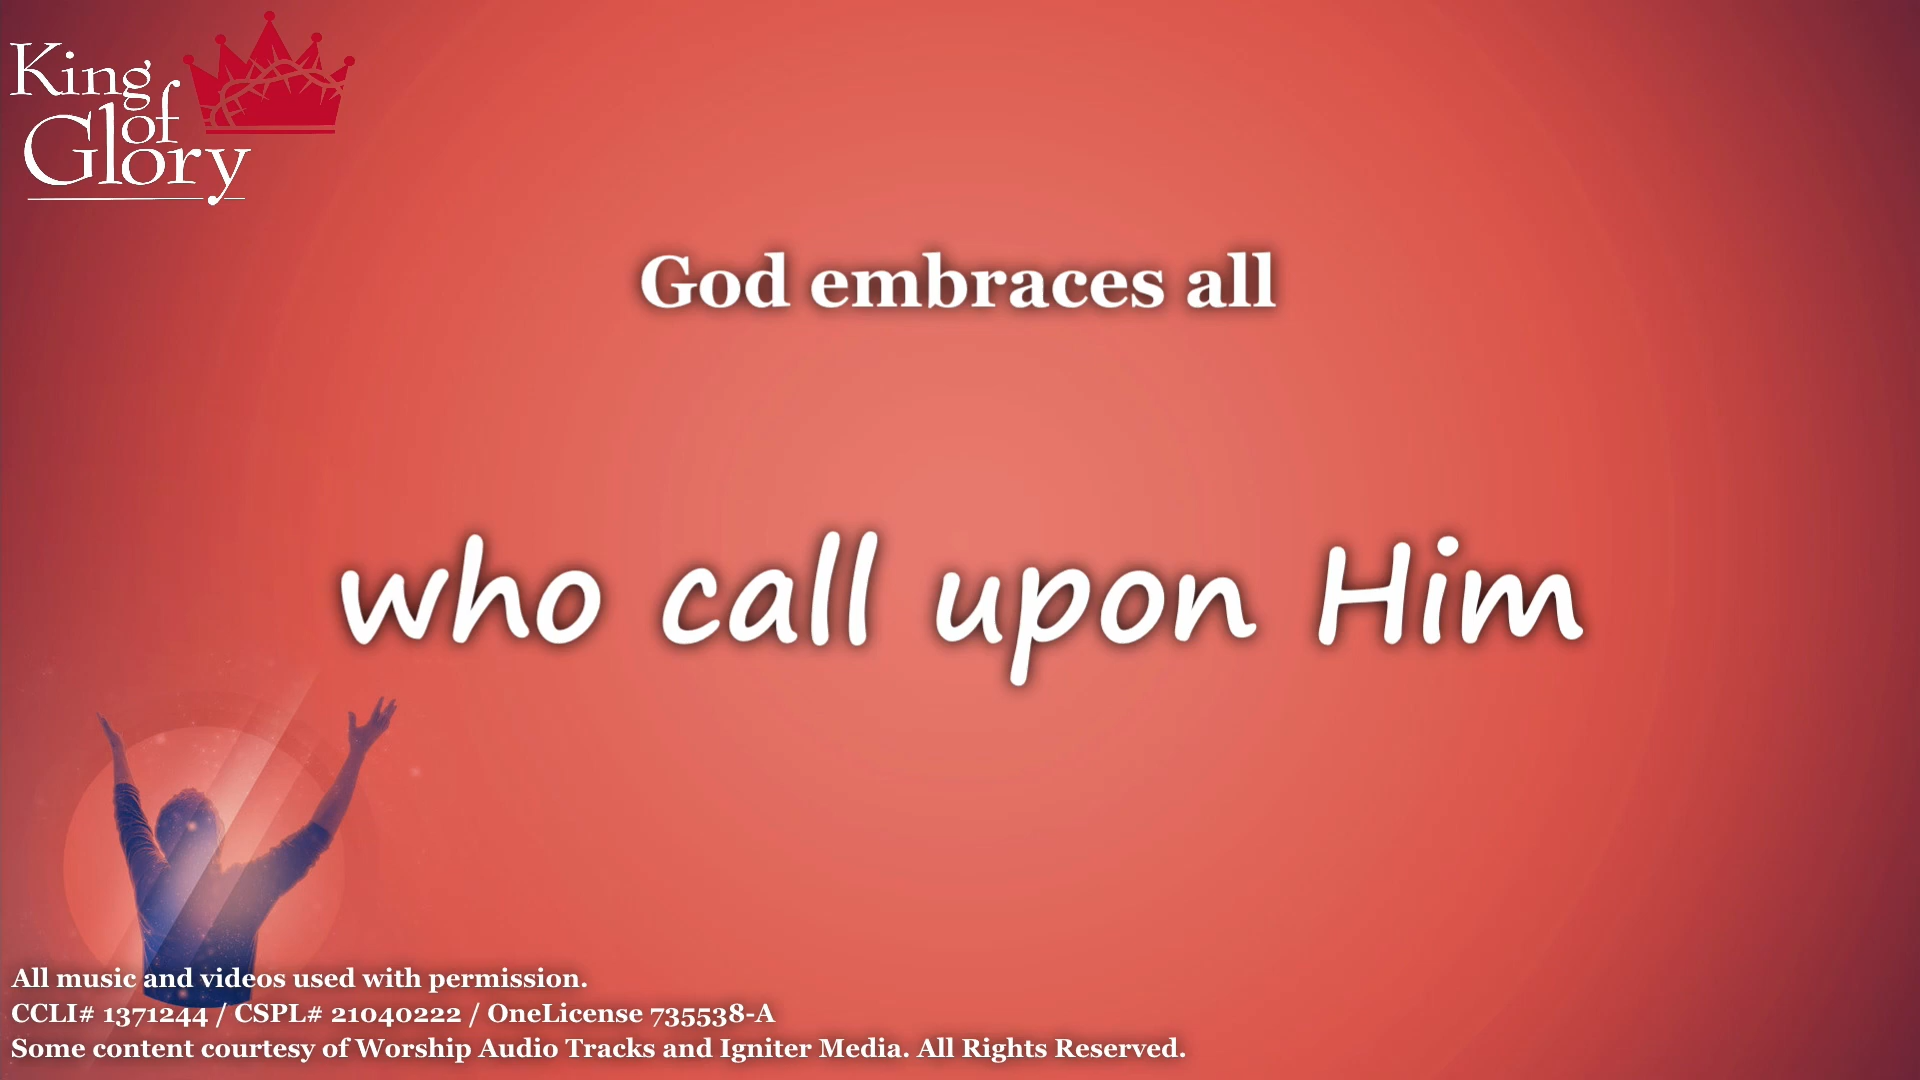 King
of
Glory
God embraces all
who call upon Him
All music and videos used with permission.
CCLI# 1371244 / CSPL# 21040222 / OneLicense 735538-A
Some content courtesy of Worship Audio Tracks and Igniter Media. All Rights Reserved.